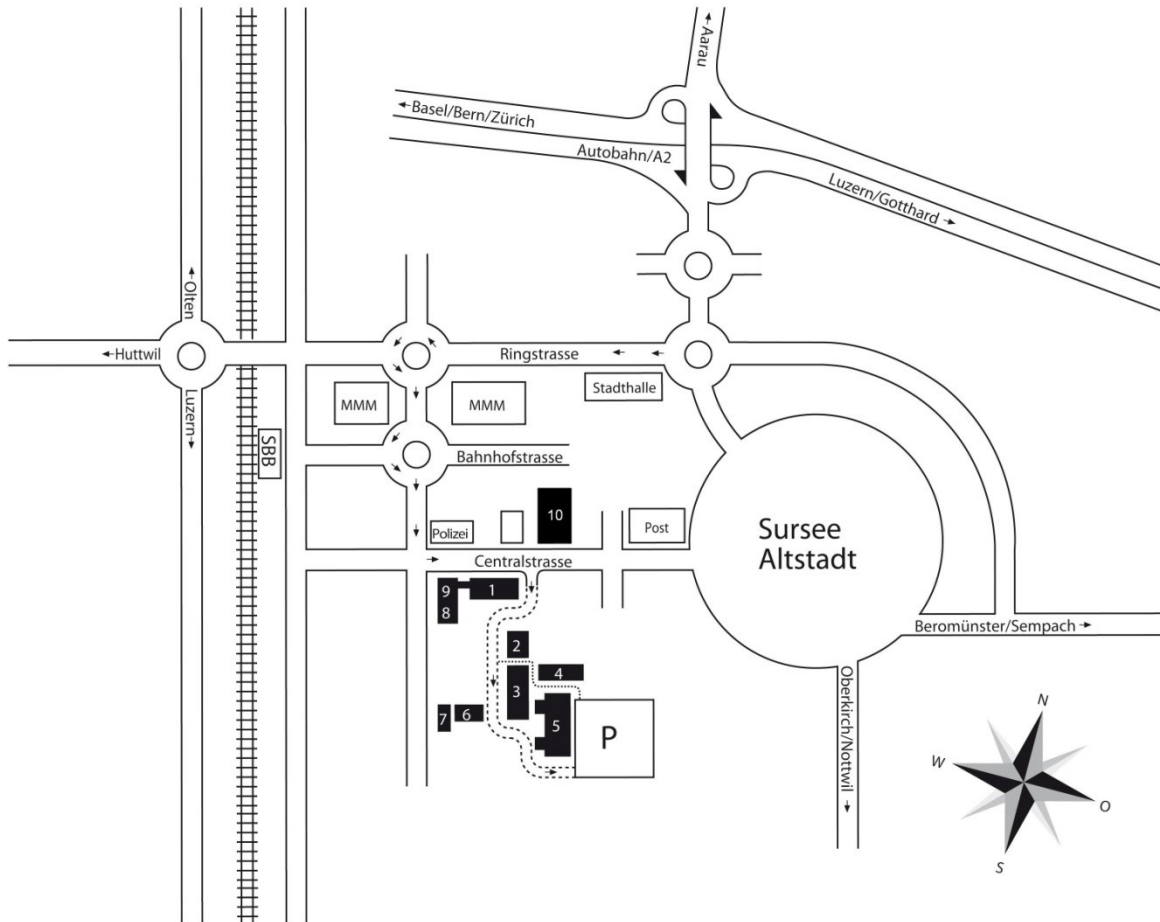 ←Aarau
←Basel/Bern/Zürich
Autobahn/A2
Luzern/Gotthard →
←Olten
←Huttwil
Luzern→
SBB
Ringstrasse
Stadthalle
MMM
MMM
Bahnhofstrasse
Polizei
10
Post
Centralstrasse
Sursee
Altstadt
9
1
8
2
3
4
5
6
7
P
Beromünster/Sempach →
Oberkirch/Nottwil →
N
W
O
S